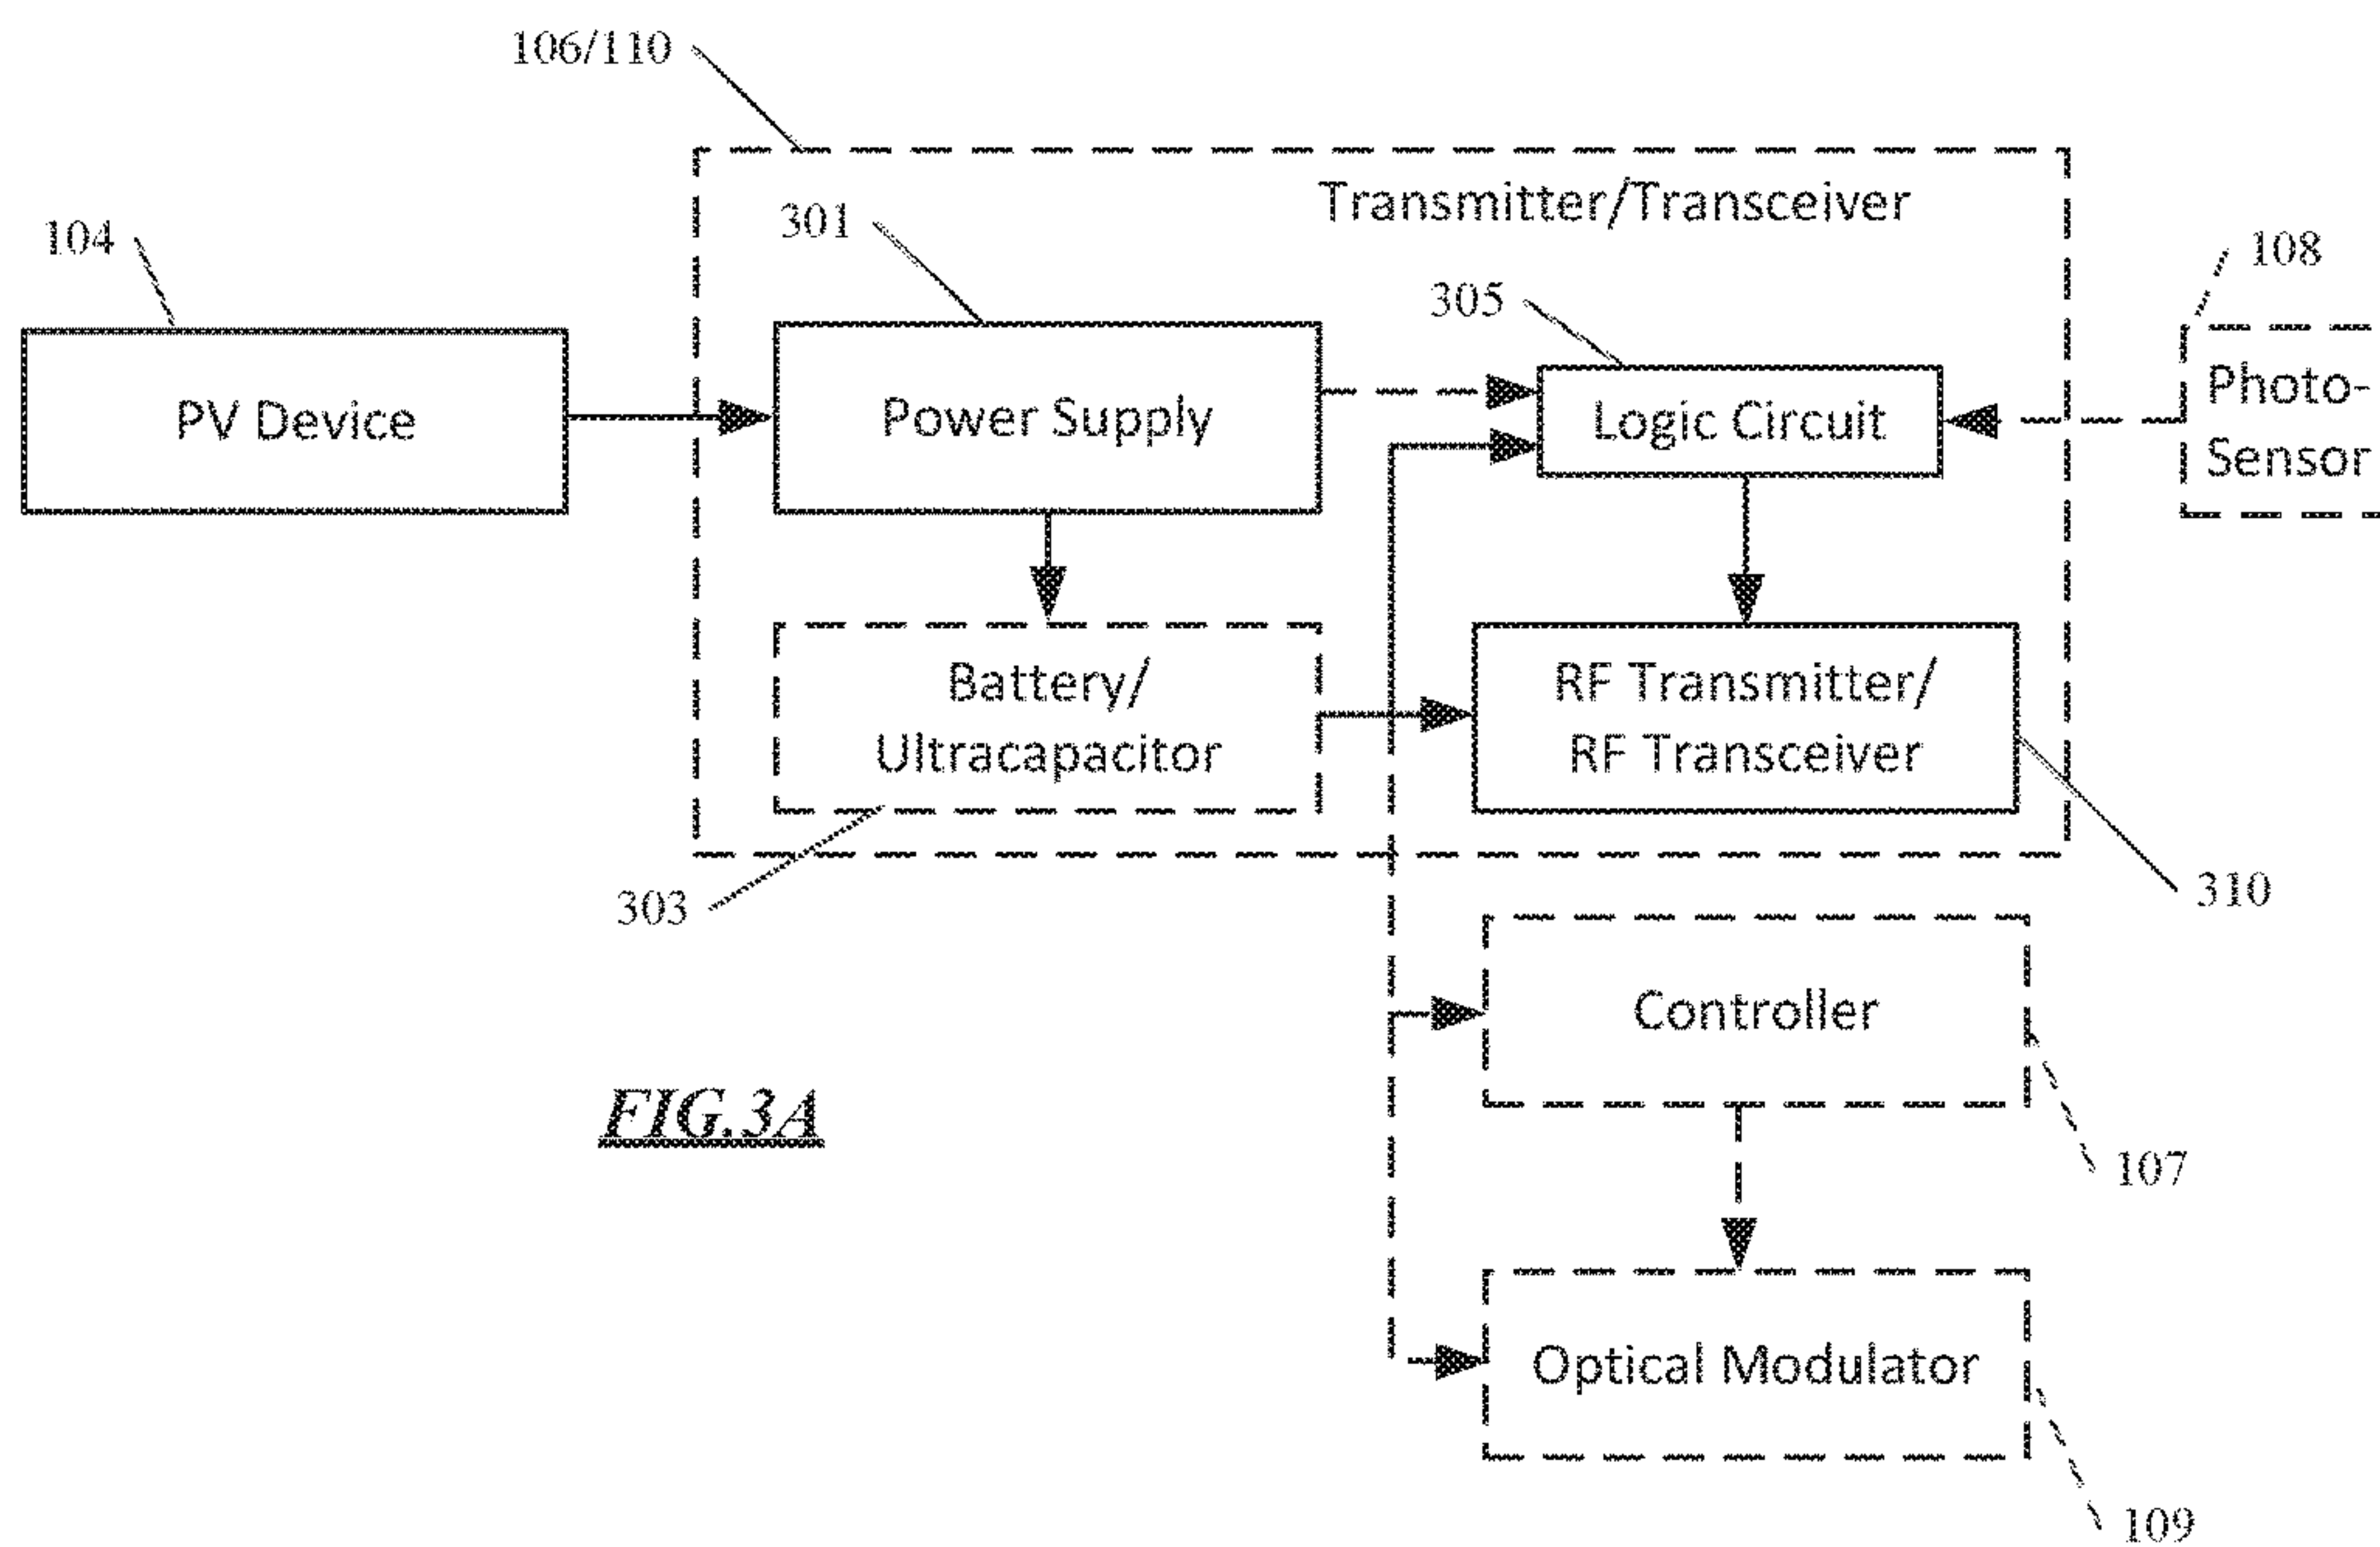 106/110
Transmitter/Transceiver
301
104
108
305
PV Device
Power Supply
Logic Circuit
Photo-
Sensor
Battery/
Ultracapacitor
RF Transmitter/
RF Transceiver
303
310
Controller
FIG.3A
107
Optical Modulator
109